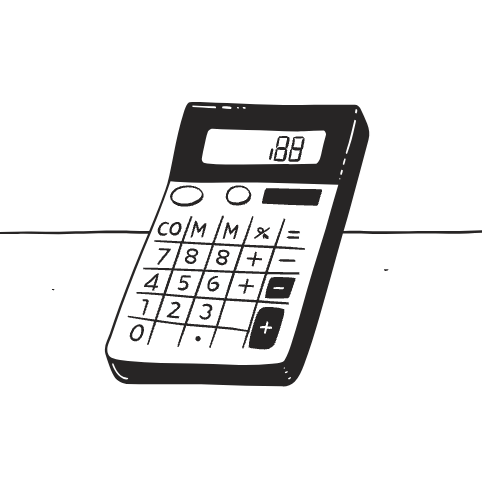 188
CO M M % =
7 8 8 + −
4 5 6 + −
1 2 3
0 . +